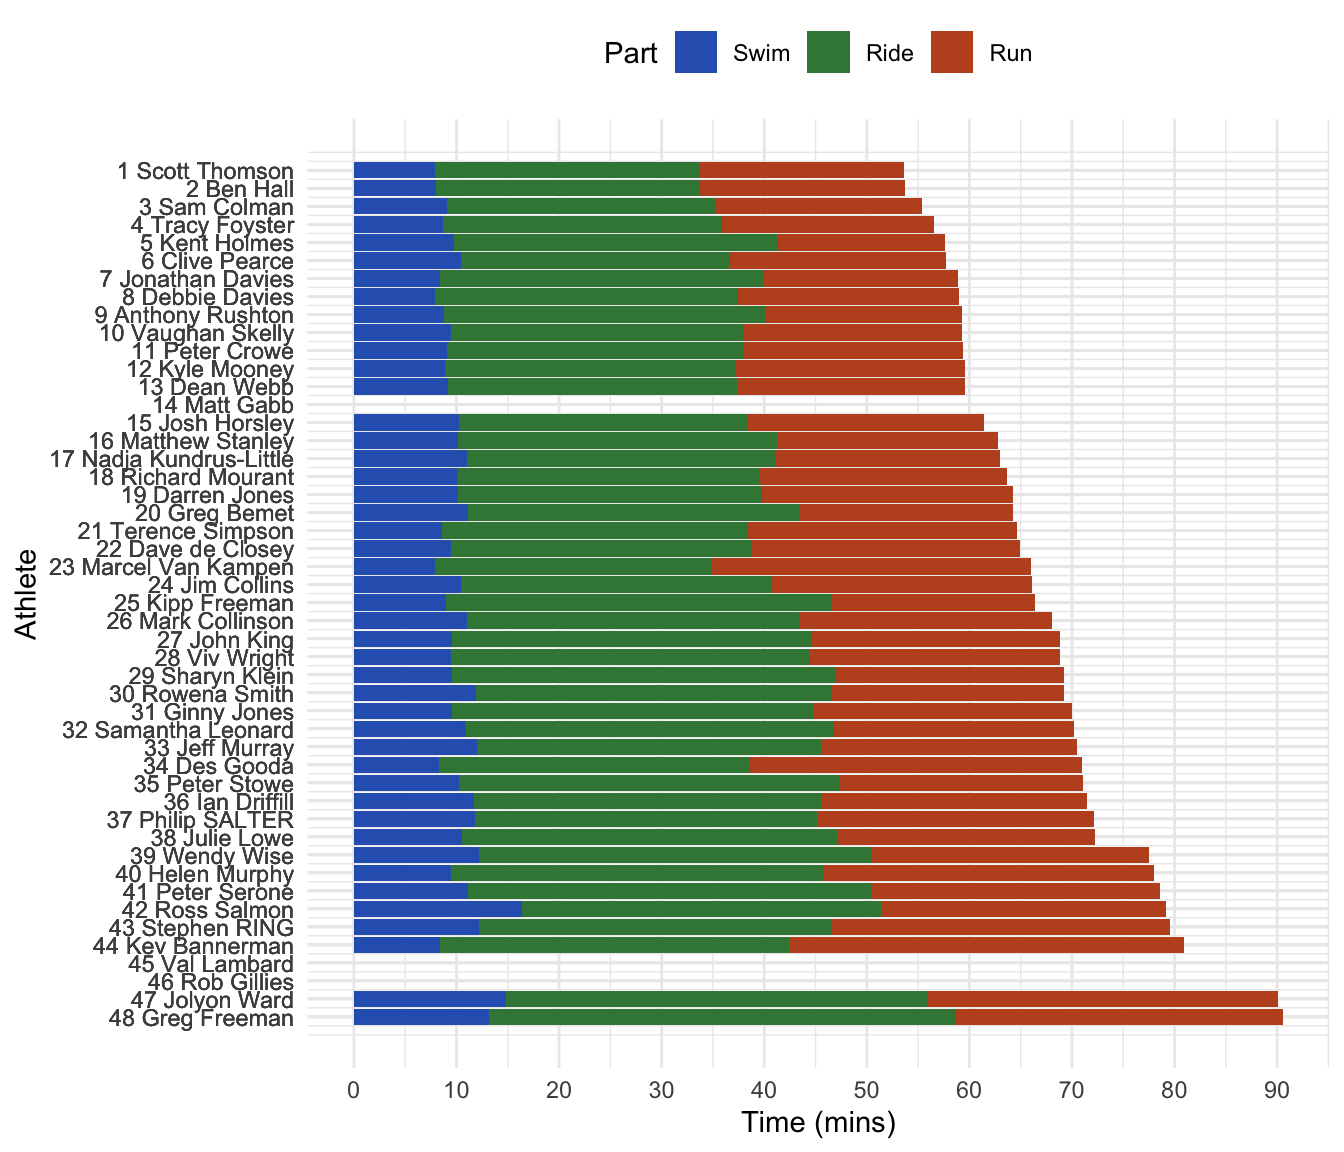 Part Swim Ride Run
1 Scott Thomson
2 Ben Hall
3 Sam Colman
4 Tracy Foyster
5 Kent Holmes
6 Clive Pearce
7 Jonathan Davies
8 Debbie Davies
9 Anthony Rushton
10 Vaughan Skelly
11 Peter Crowe
12 Kyle Mooney
13 Dean Webb
14 Matt Gabb
15 Josh Horsley
16 Matthew Stanley
17 Nadja Kundrus-Little
18 Richard Mourant
19 Darren Jones
20 Greg Bemet
21 Terence Simpson
22 Dave de Closey
23 Marcel Van Kampen
24 Jim Collins
25 Kipp Freeman
26 Mark Collinson
27 John King
28 Viv Wright
29 Sharyn Klein
30 Rowena Smith
31 Ginny Jones
32 Samantha Leonard
33 Jeff Murray
34 Des Gooda
35 Peter Stowe
36 Ian Driffill
37 Philip SALTER
38 Julie Lowe
39 Wendy Wise
40 Helen Murphy
41 Peter Serone
42 Ross Salmon
43 Stephen RING
44 Kev Bannerman
45 Val Lambard
46 Rob Gillies
47 Jolyon Ward
48 Greg Freeman
Athlete
0 10 20 30 40 50 60 70 80 90
Time (mins)